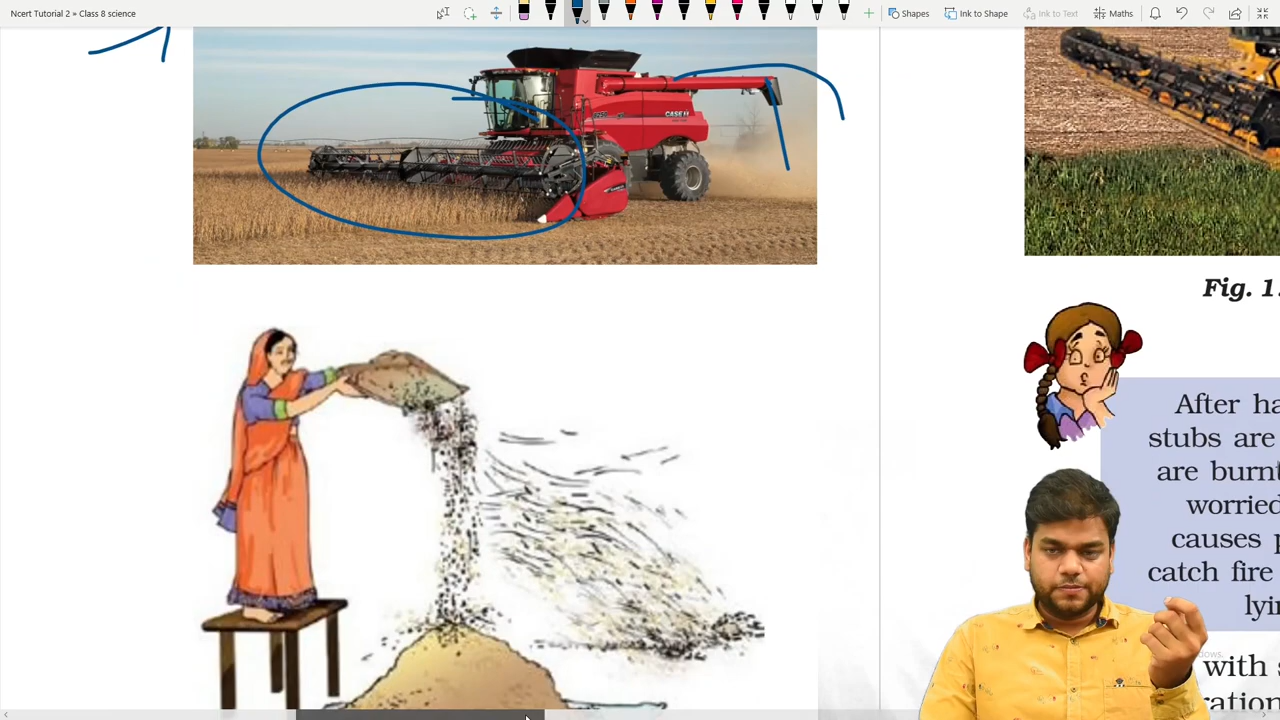 Ncert Tutorial 2 » Class 8 science
Shapes
Ink to Shape
Ink to Text
Maths
CASE IH
Fig. 1
After ha
stubs are
are burnt
worried
causes p
catch fire
lyin
dows.
with s
ration